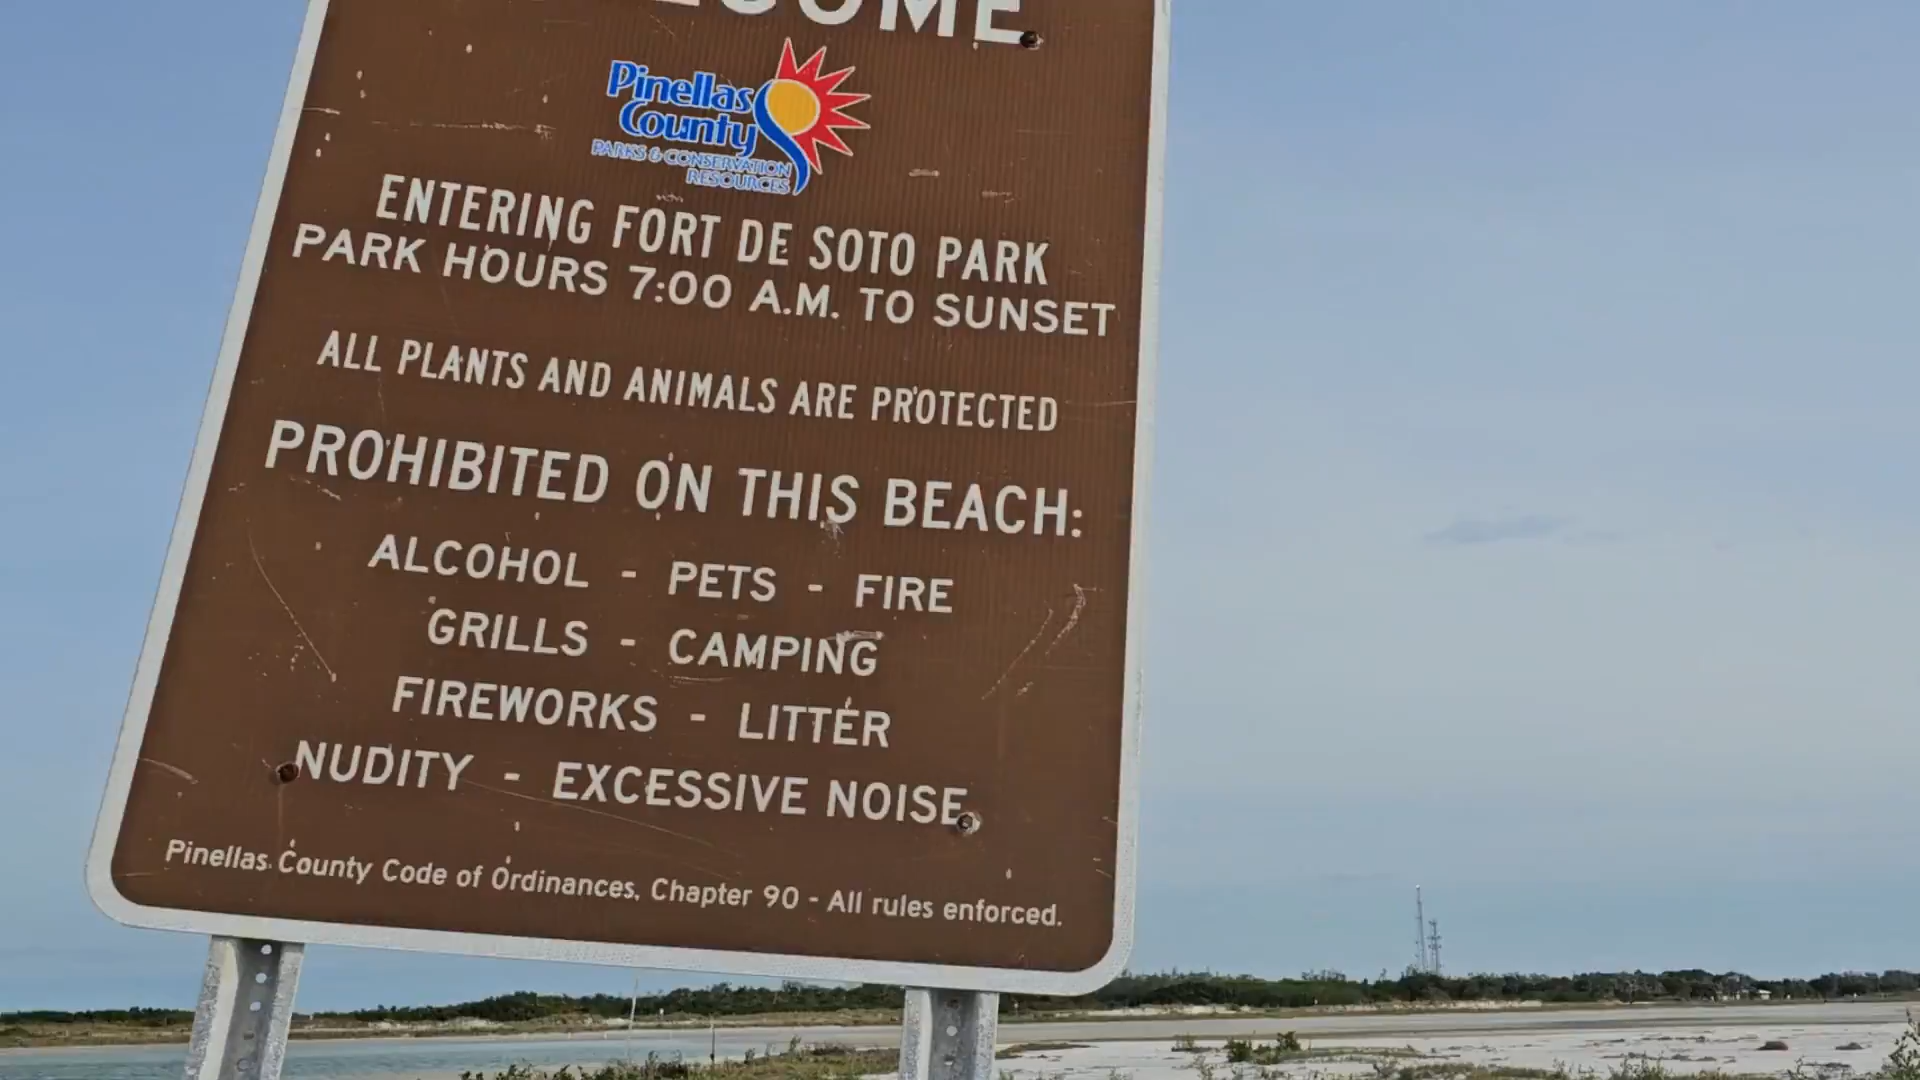 COME
Pinellas
County
PARKS & CONSERVATION
RESOURCES
ENTERING FORT DE SOTO PARK
PARK HOURS 7:00 A.M. TO SUNSET
ALL PLANTS AND ANIMALS ARE PROTECTED
PROHIBITED ON THIS BEACH:
ALCOHOL - PETS - FIRE
GRILLS - CAMPING
FIREWORKS - LITTER
NUDITY - EXCESSIVE NOISE
Pinellas County Code of Ordinances, Chapter 90 - All rules enforced.